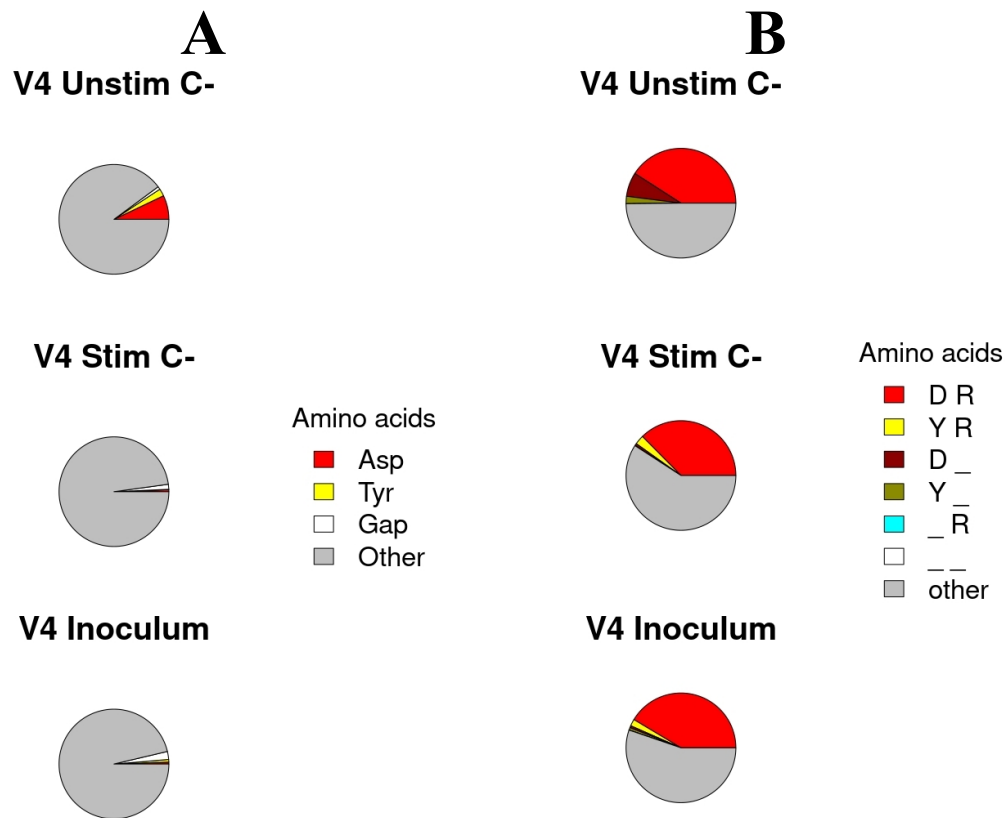 A
V4 Unstim C-
V4 Stim C-
Amino acids
Asp
Tyr
Gap
Other
V4 Inoculum
B
V4 Unstim C-
V4 Stim C-
Amino acids
D R
Y R
D _
Y _
_ R
_ _
other
V4 Inoculum